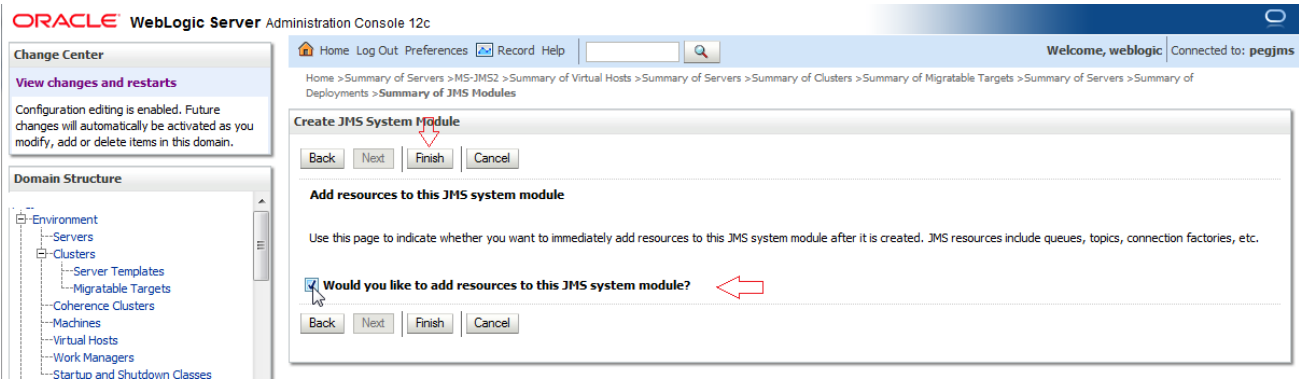 ORACLE WebLogic Server Administration Console 12c
Change Center
View changes and restarts
Configuration editing is enabled. Future
changes will automatically be activated as you
modify, add or delete items in this domain.
Domain Structure
Environment
Servers
Clusters
Server Templates
Migratable Targets
Coherence Clusters
Machines
Virtual Hosts
Work Managers
Startup and Shutdown Classes
Home Log Out Preferences Record Help
Welcome, weblogic Connected to: pegjms
Home >Summary of Servers >MS-JMS2 >Summary of Virtual Hosts >Summary of Servers >Summary of Clusters >Summary of Migratable Targets >Summary of Servers >Summary of
Deployments >Summary of JMS Modules
Create JMS System Module
Back Next Finish Cancel
Add resources to this JMS system module
Use this page to indicate whether you want to immediately add resources to this JMS system module after it is created. JMS resources include queues, topics, connection factories, etc.
Would you like to add resources to this JMS system module?
Back Next Finish Cancel